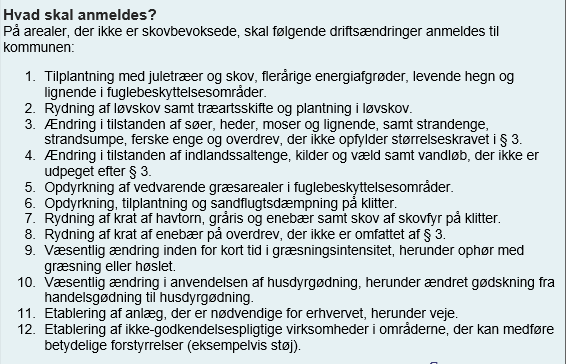 Hvad skal anmeldes?
På arealer, der ikke er skovbevoksede, skal følgende driftsændringer anmeldes til
kommunen:
1. Tilplantning med juletræer og skov, flerårige energiafgrøder, levende hegn og
lignende i fuglebeskyttelsesområder.
2. Rydning af løvskov samt træartsskifte og plantning i løvskov.
3. Ændring i tilstanden af søer, heder, moser og lignende, samt strandenge,
strandsumpe, ferske enge og overdrev, der ikke opfylder størrelseskravet i § 3.
4. Ændring i tilstanden af indlandssaltenge, kilder og væld samt vandløb, der ikke er
udpeget efter § 3.
5. Opdyrkning af vedvarende græsarealer i fuglebeskyttelsesområder.
6. Opdyrkning, tilplantning og sandflugtsdæmpning på klitter.
7. Rydning af krat af havtorn, gråris og enebær samt skov af skovfyr på klitter.
8. Rydning af krat af enebær på overdrev, der ikke er omfattet af § 3.
9. Væsentlig ændring inden for kort tid i græsningsintensitet, herunder ophør med
græsning eller høslet.
10. Væsentlig ændring i anvendelsen af husdyrgødning, herunder ændret gødskning fra
handelsgødning til husdyrgødning.
11. Etablering af anlæg, der er nødvendige for erhvervet, herunder veje.
12. Etablering af ikke-godkendelsespligtige virksomheder i områderne, der kan medføre
betydelige forstyrrelser (eksempelvis støj).